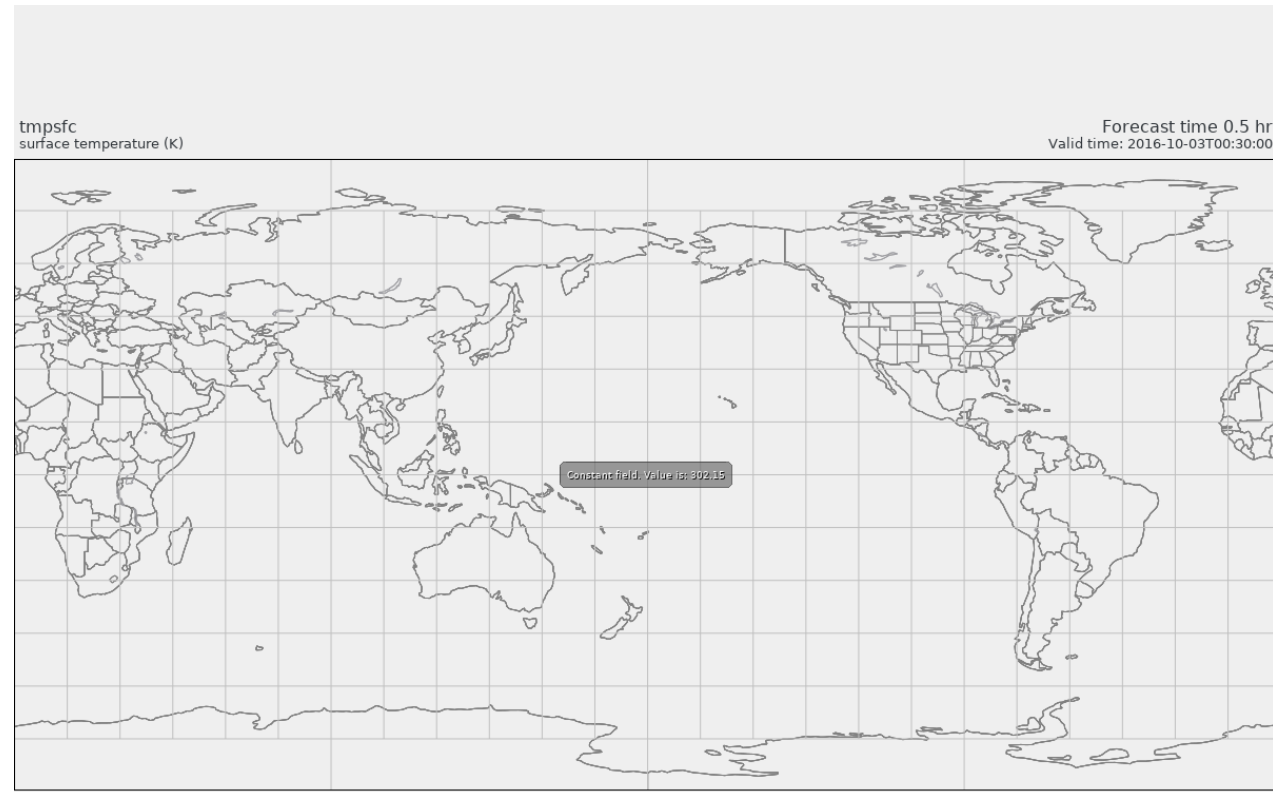 tmpsfc
surface temperature (K)
Forecast time 0.5 hr
Valid time: 2016-10-03T00:30:00
Constant field. Value is: 302.15